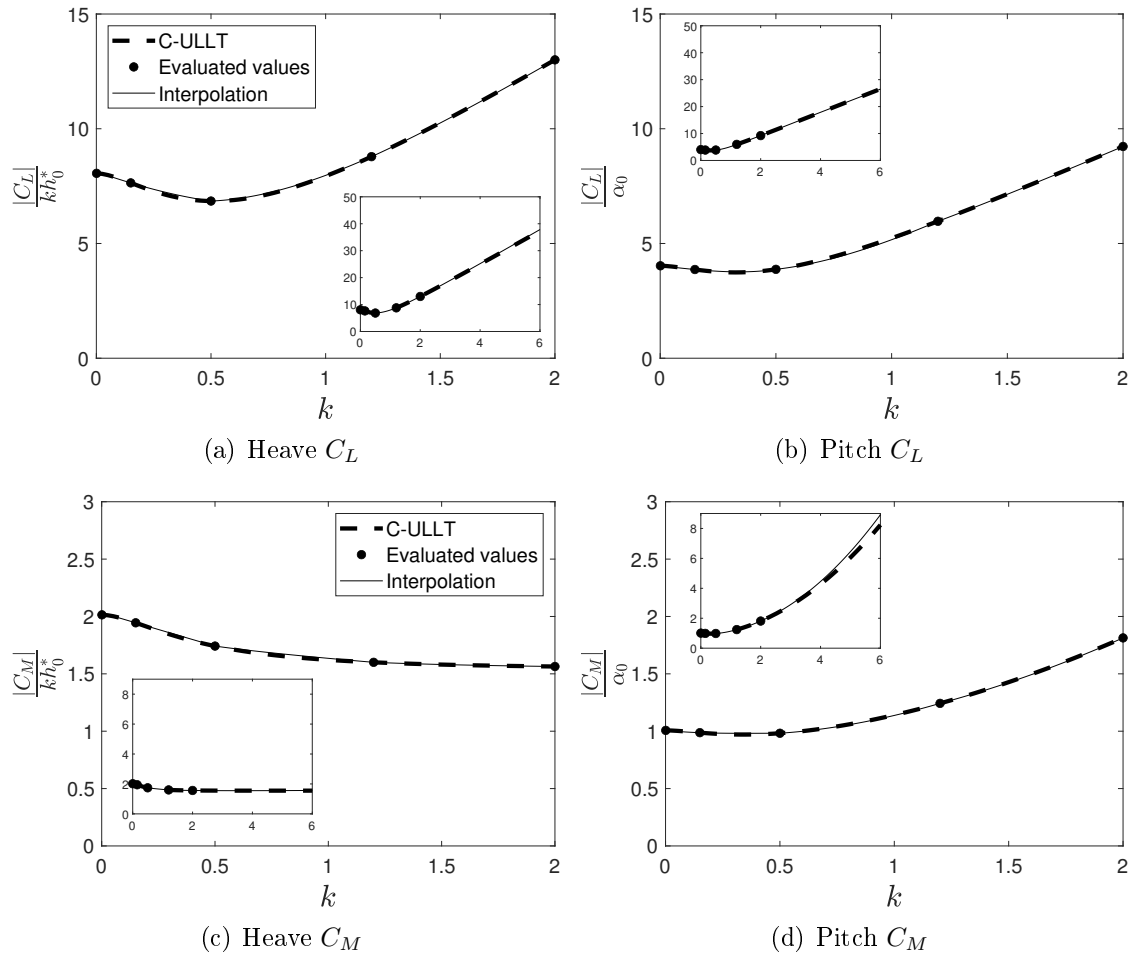 15
10
5
0
|C_L|
kh_0^*
C-ULLT
Evaluated values
Interpolation
50
40
30
20
10
0
0 2 4 6
0 0.5 1 1.5 2
k
(a) Heave C_L
15
10
5
0
|C_L|
α_0
50
40
30
20
10
0
0 2 4 6
0 0.5 1 1.5 2
k
(b) Pitch C_L
3
2.5
2
1.5
1
0.5
0
|C_M|
kh_0^*
C-ULLT
Evaluated values
Interpolation
8
6
4
2
0
0 2 4 6
0 0.5 1 1.5 2
k
(c) Heave C_M
3
2.5
2
1.5
1
0.5
0
|C_M|
α_0
8
6
4
2
0
0 2 4 6
0 0.5 1 1.5 2
k
(d) Pitch C_M